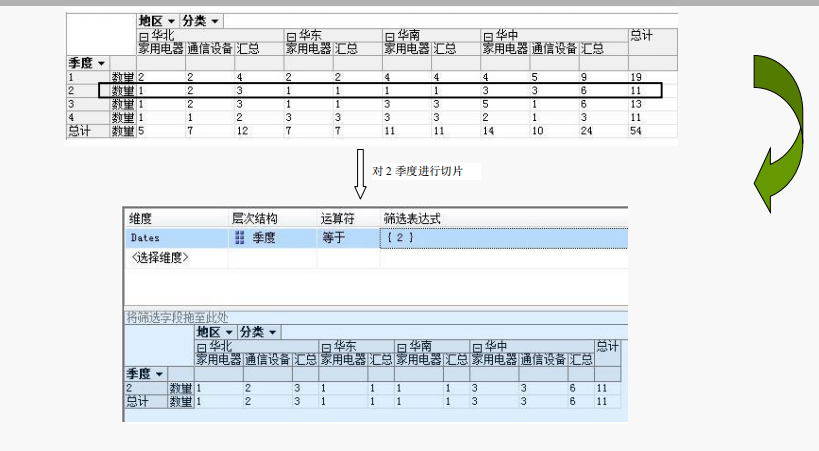 地区 分类
华北 华东 华南 华中 总计
家用电器 通信设备 汇总 家用电器 汇总 家用电器 汇总 家用电器 通信设备 汇总
季度
1 数量 2 2 4 2 2 4 4 4 5 9 19
2 数量 1 2 3 1 1 1 1 3 3 6 11
3 数量 1 2 3 1 1 3 3 5 1 6 13
4 数量 1 1 2 3 3 3 3 2 1 3 11
总计 数量 5 7 12 7 7 11 11 14 10 24 54
对2季度进行切片
维度 层次结构 运算符 筛选表达式
Dates 季度 等于 { 2 }
<选择维度>
将筛选字段拖至此处
地区 分类
华北 华东 华南 华中 总计
家用电器 通信设备 汇总 家用电器 汇总 家用电器 汇总 家用电器 通信设备 汇总
季度
2 数量 1 2 3 1 1 1 1 3 3 6 11
总计 数量 1 2 3 1 1 1 1 3 3 6 11